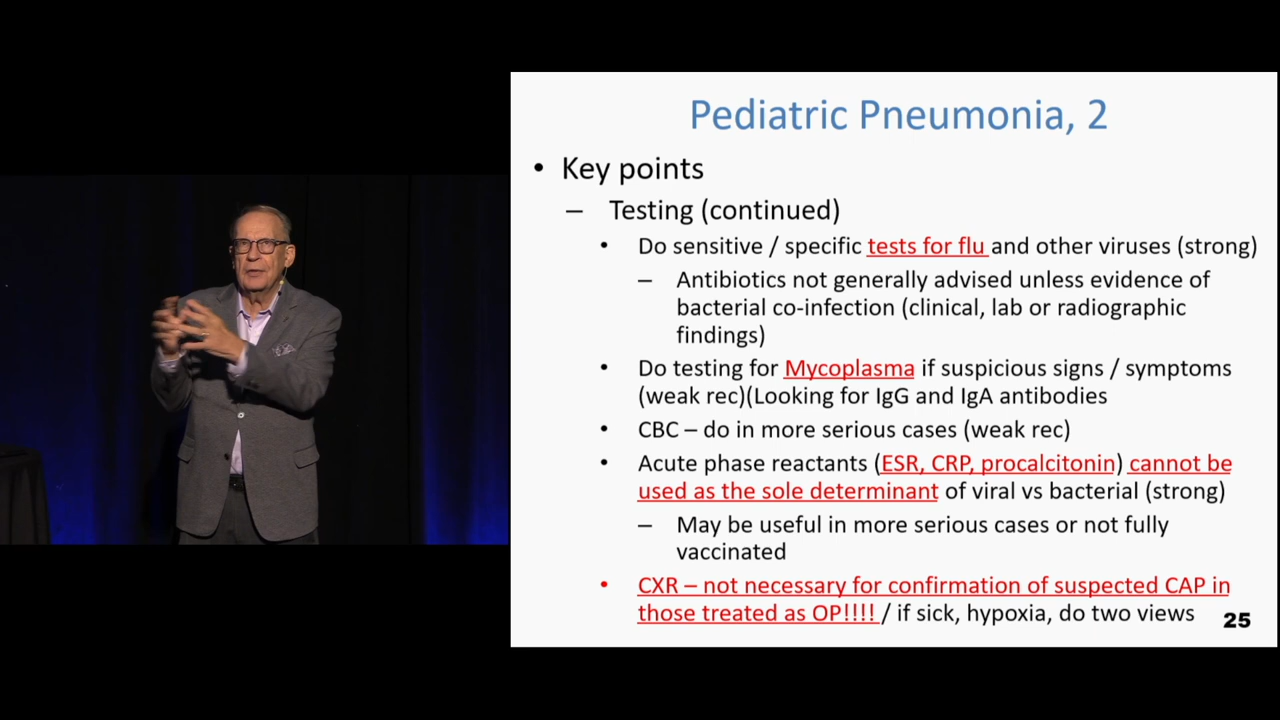 Pediatric Pneumonia, 2
• Key points
– Testing (continued)
• Do sensitive / specific tests for flu and other viruses (strong)
– Antibiotics not generally advised unless evidence of
bacterial co-infection (clinical, lab or radiographic
findings)
• Do testing for Mycoplasma if suspicious signs / symptoms
(weak rec)(Looking for IgG and IgA antibodies
• CBC – do in more serious cases (weak rec)
• Acute phase reactants (ESR, CRP, procalcitonin) cannot be
used as the sole determinant of viral vs bacterial (strong)
– May be useful in more serious cases or not fully
vaccinated
• CXR – not necessary for confirmation of suspected CAP in
those treated as OP!!!! / if sick, hypoxia, do two views
25